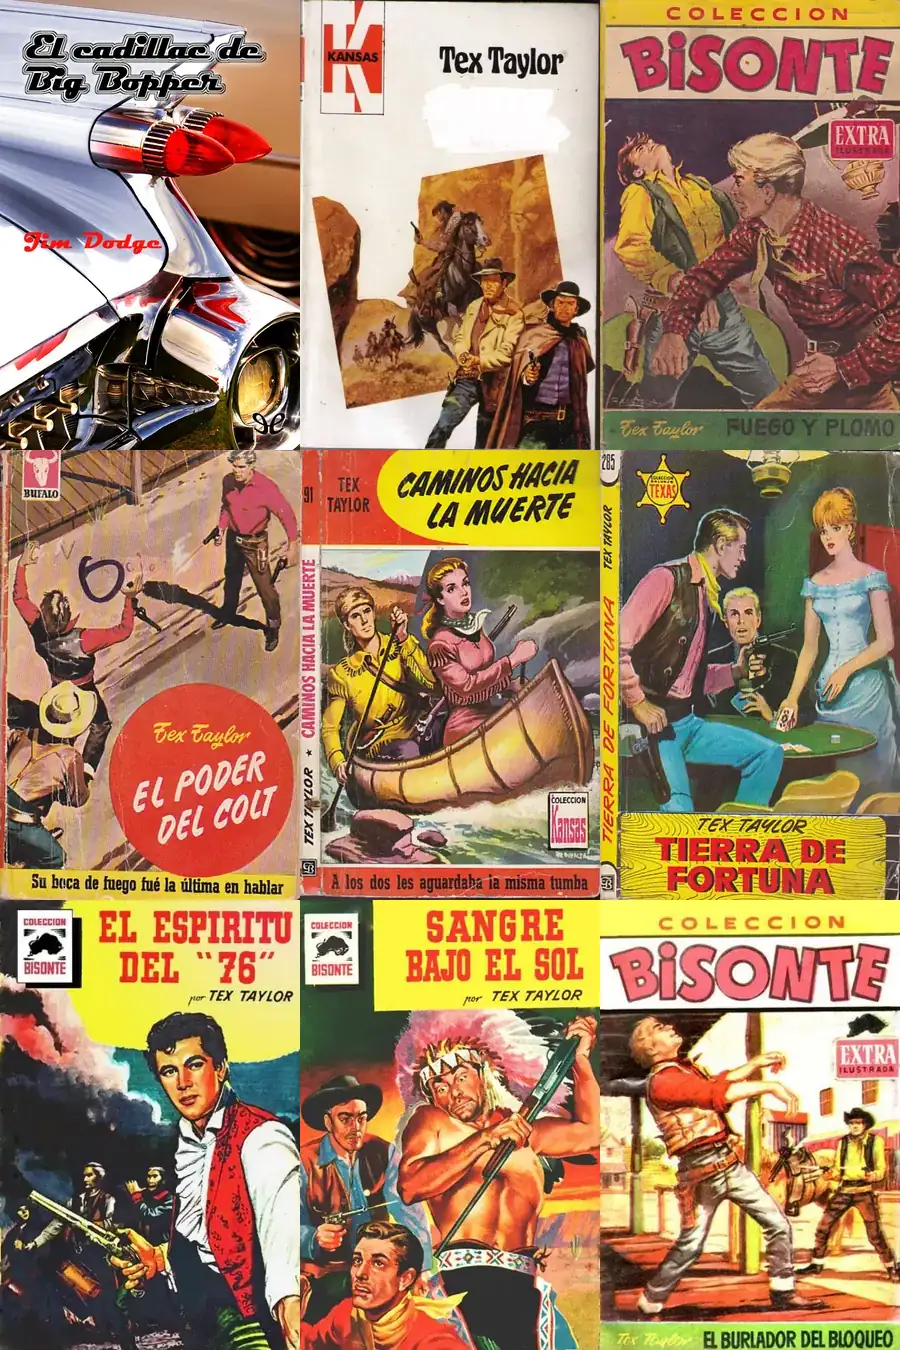 El cadillac de
Big Bopper
Jim Dodge
K
KANSAS
Tex Taylor
COLECCION
BISONTE
EXTRA
ILUSTRADA
Tex Taylor
FUEGO Y PLOMO
BUFALO
Tex Taylor
EL PODER
DEL COLT
Su boca de fuego fué la última en hablar
91
TEX
TAYLOR
CAMINOS HACIA
LA MUERTE
TEX TAYLOR ★ CAMINOS HACIA LA MUERTE
COLECCION
Kansas
A los dos les aguardaba la misma tumba
285
TEX TAYLOR
TIERRA DE FORTUNA
COLECCION
TEXAS
TEX TAYLOR
TIERRA DE
FORTUNA
COLECCION
BISONTE
EL ESPIRITU
DEL "76"
por TEX TAYLOR
COLECCION
BISONTE
SANGRE
BAJO EL SOL
por TEX TAYLOR
COLECCION
BISONTE
EXTRA
ILUSTRADA
Tex Taylor
EL BURLADOR DEL BLOQUEO